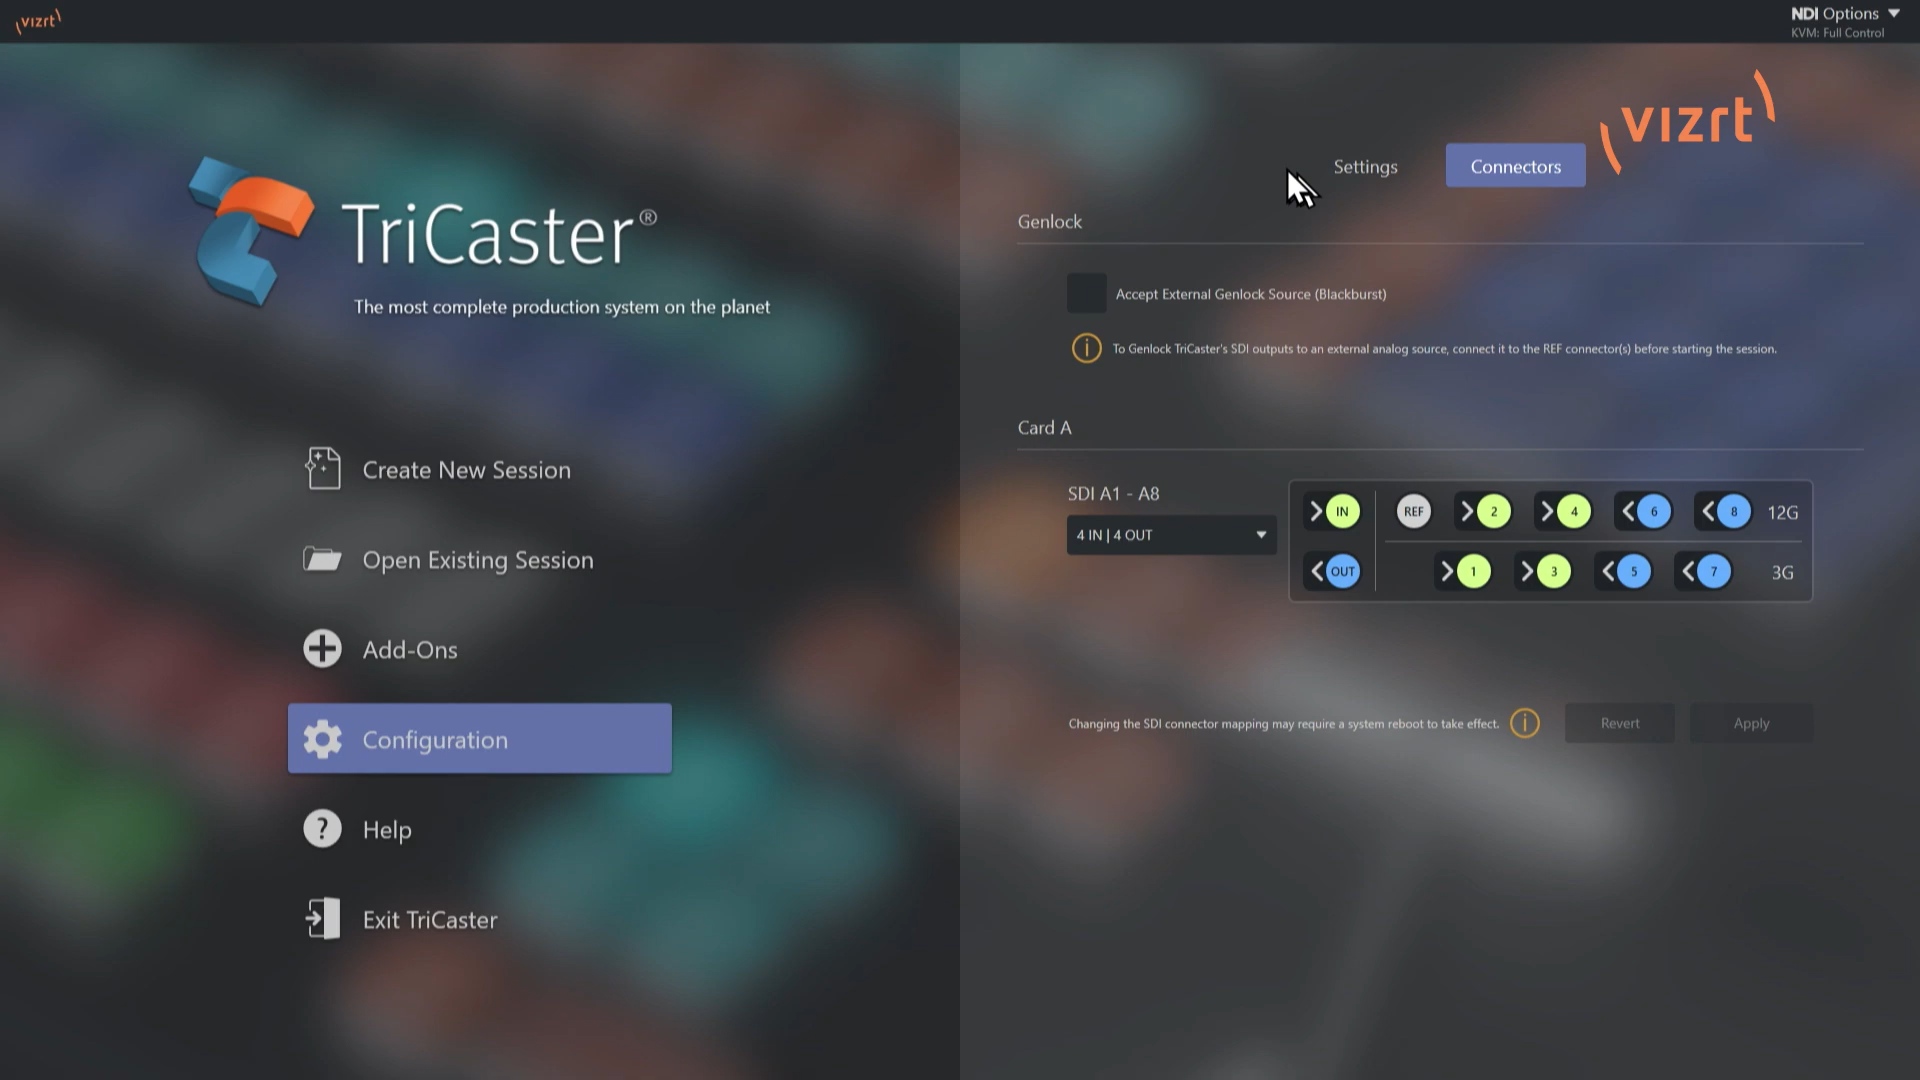 vizrt
NDI Options
KVM: Full Control
vizrt
TriCaster®
The most complete production system on the planet
Create New Session
Open Existing Session
Add-Ons
Configuration
Help
Exit TriCaster
Settings
Connectors
Genlock
Accept External Genlock Source (Blackburst)
To Genlock TriCaster's SDI outputs to an external analog source, connect it to the REF connector(s) before starting the session.
Card A
SDI A1 - A8
4 IN | 4 OUT
IN REF 2 4 6 8 12G
OUT 1 3 5 7 3G
Changing the SDI connector mapping may require a system reboot to take effect.
Revert
Apply